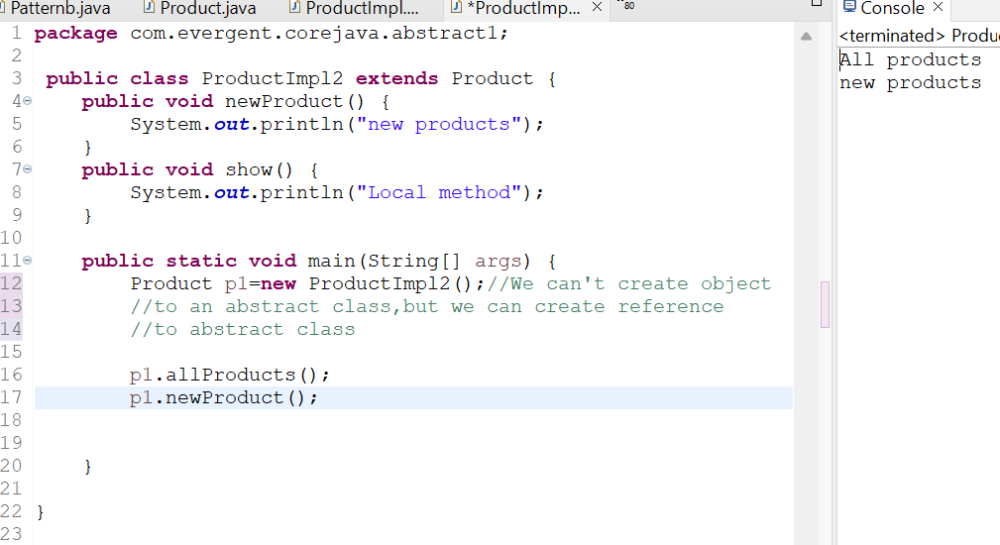 Patternb.java Product.java ProductImpl.... *ProductImp... 80 Console
<terminated> Produ
All products
new products
1 package com.evergent.corejava.abstract1;
2
3 public class ProductImpl2 extends Product {
4 public void newProduct() {
5 System.out.println("new products");
6 }
7 public void show() {
8 System.out.println("Local method");
9 }
10
11 public static void main(String[] args) {
12 Product p1=new ProductImpl2();//We can't create object
13 //to an abstract class,but we can create reference
14 //to abstract class
15
16 p1.allProducts();
17 p1.newProduct();
18
19
20 }
21
22 }
23